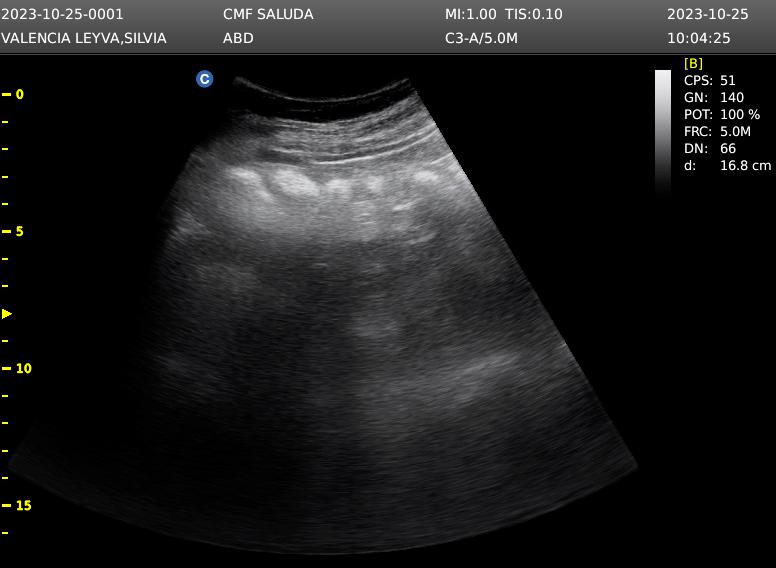 2023-10-25-0001 CMF SALUDA MI:1.00 TIS:0.10 2023-10-25
VALENCIA LEYVA,SILVIA ABD C3-A/5.0M 10:04:25
C
[B]
CPS: 51
GN: 140
POT: 100 %
FRC: 5.0M
DN: 66
d: 16.8 cm
0
5
10
15